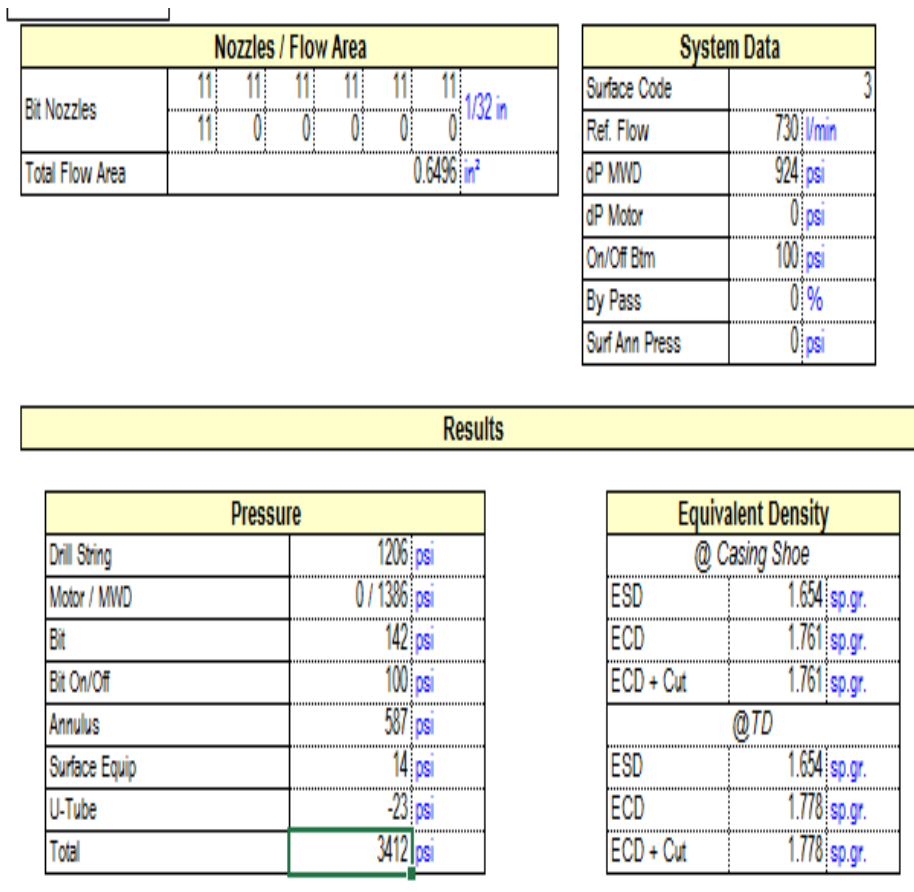 Nozzles / Flow Area
Bit Nozzles 11 11 11 11 11 11 1/32 in
11 0 0 0 0 0
Total Flow Area 0.6496 in²
System Data
Surface Code 3
Ref. Flow 730 l/min
dP MWD 924 psi
dP Motor 0 psi
On/Off Btm 100 psi
By Pass 0 %
Surf Ann Press 0 psi
Results
Pressure
Drill String 1206 psi
Motor / MWD 0 / 1386 psi
Bit 142 psi
Bit On/Off 100 psi
Annulus 587 psi
Surface Equip 14 psi
U-Tube -23 psi
Total 3412 psi
Equivalent Density
@ Casing Shoe
ESD 1.654 sp.gr.
ECD 1.761 sp.gr.
ECD + Cut 1.761 sp.gr.
@TD
ESD 1.654 sp.gr.
ECD 1.778 sp.gr.
ECD + Cut 1.778 sp.gr.